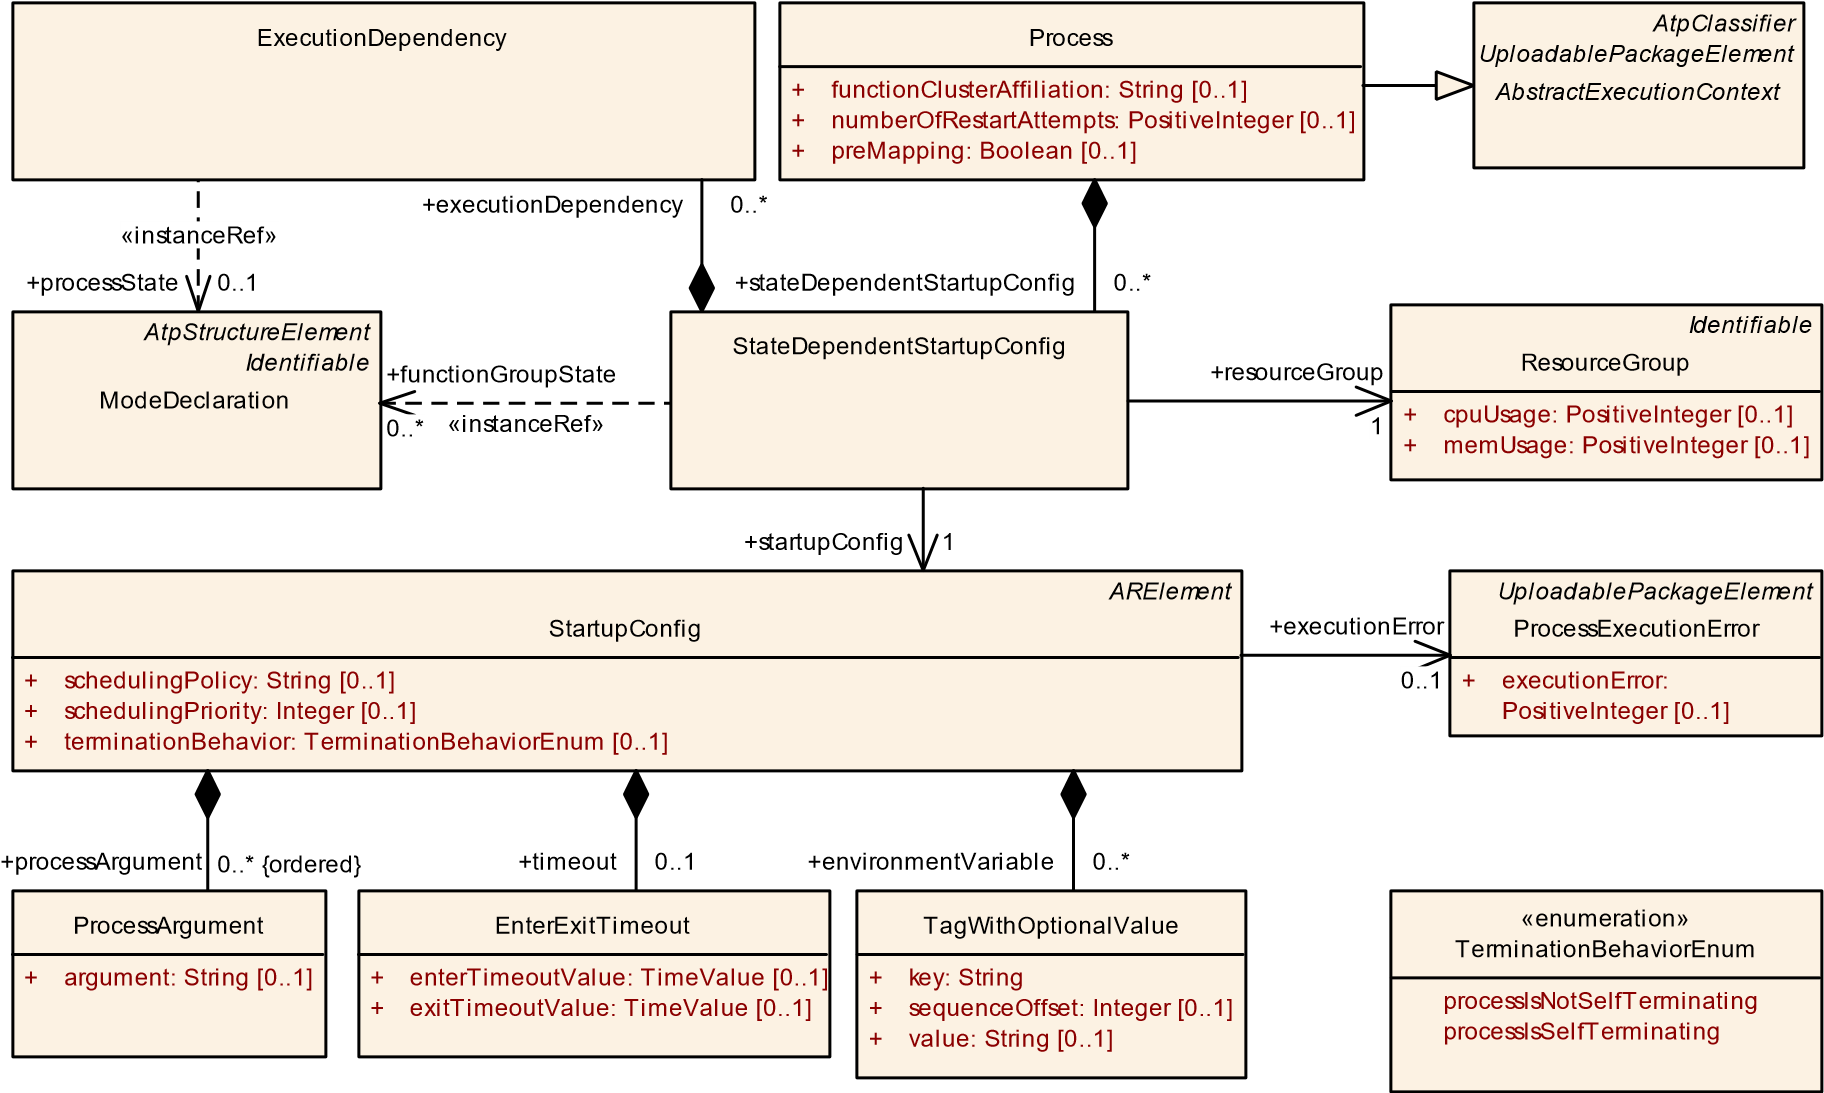 ExecutionDependency
Process
+ functionClusterAffiliation: String [0..1]
+ numberOfRestartAttempts: PositiveInteger [0..1]
+ preMapping: Boolean [0..1]
AtpClassifier
UploadablePackageElement
AbstractExecutionContext
+executionDependency 0..*
«instanceRef»
+processState 0..1
+stateDependentStartupConfig 0..*
AtpStructureElement
Identifiable
ModeDeclaration
+functionGroupState
0..* «instanceRef»
StateDependentStartupConfig
+resourceGroup
1
Identifiable
ResourceGroup
+ cpuUsage: PositiveInteger [0..1]
+ memUsage: PositiveInteger [0..1]
+startupConfig 1
ARElement
StartupConfig
+ schedulingPolicy: String [0..1]
+ schedulingPriority: Integer [0..1]
+ terminationBehavior: TerminationBehaviorEnum [0..1]
+executionError
0..1
UploadablePackageElement
ProcessExecutionError
+ executionError:
PositiveInteger [0..1]
+processArgument 0..* {ordered}
+timeout 0..1
+environmentVariable 0..*
ProcessArgument
+ argument: String [0..1]
EnterExitTimeout
+ enterTimeoutValue: TimeValue [0..1]
+ exitTimeoutValue: TimeValue [0..1]
TagWithOptionalValue
+ key: String
+ sequenceOffset: Integer [0..1]
+ value: String [0..1]
«enumeration»
TerminationBehaviorEnum
processIsNotSelfTerminating
processIsSelfTerminating